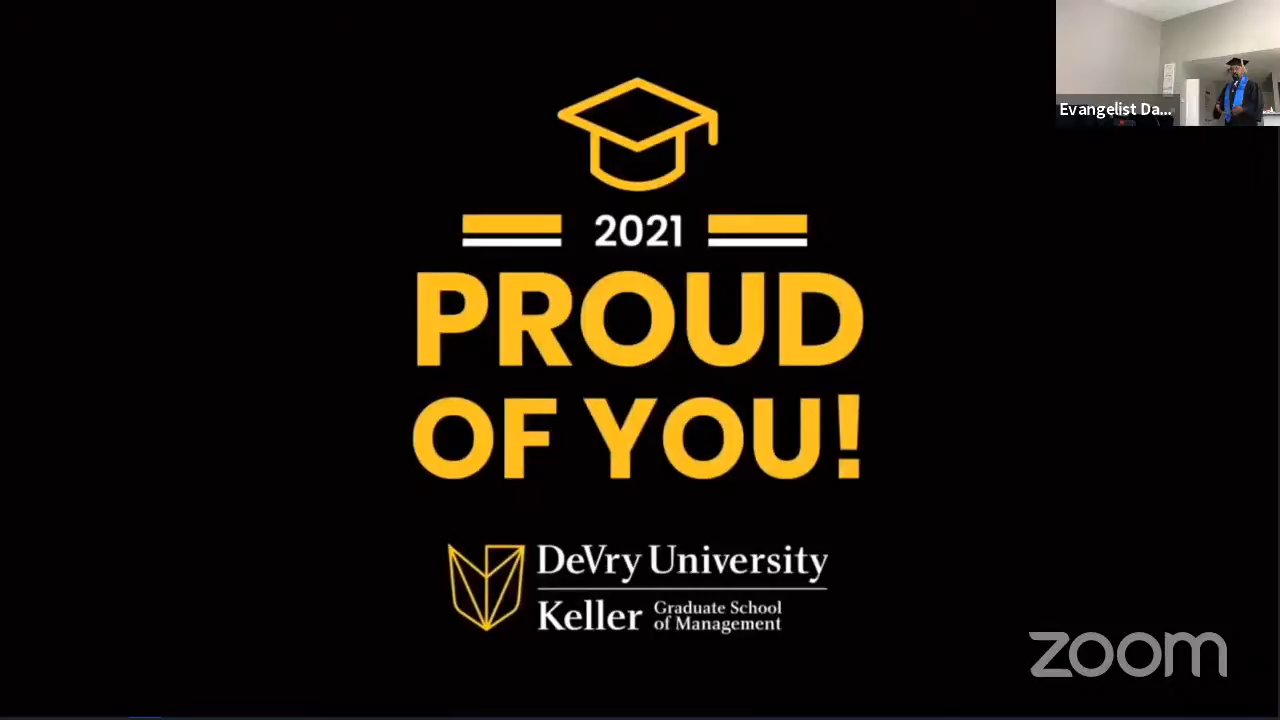 Evangelist Da...
2021
PROUD
OF YOU!
DeVry University
Keller Graduate School
of Management
zoom